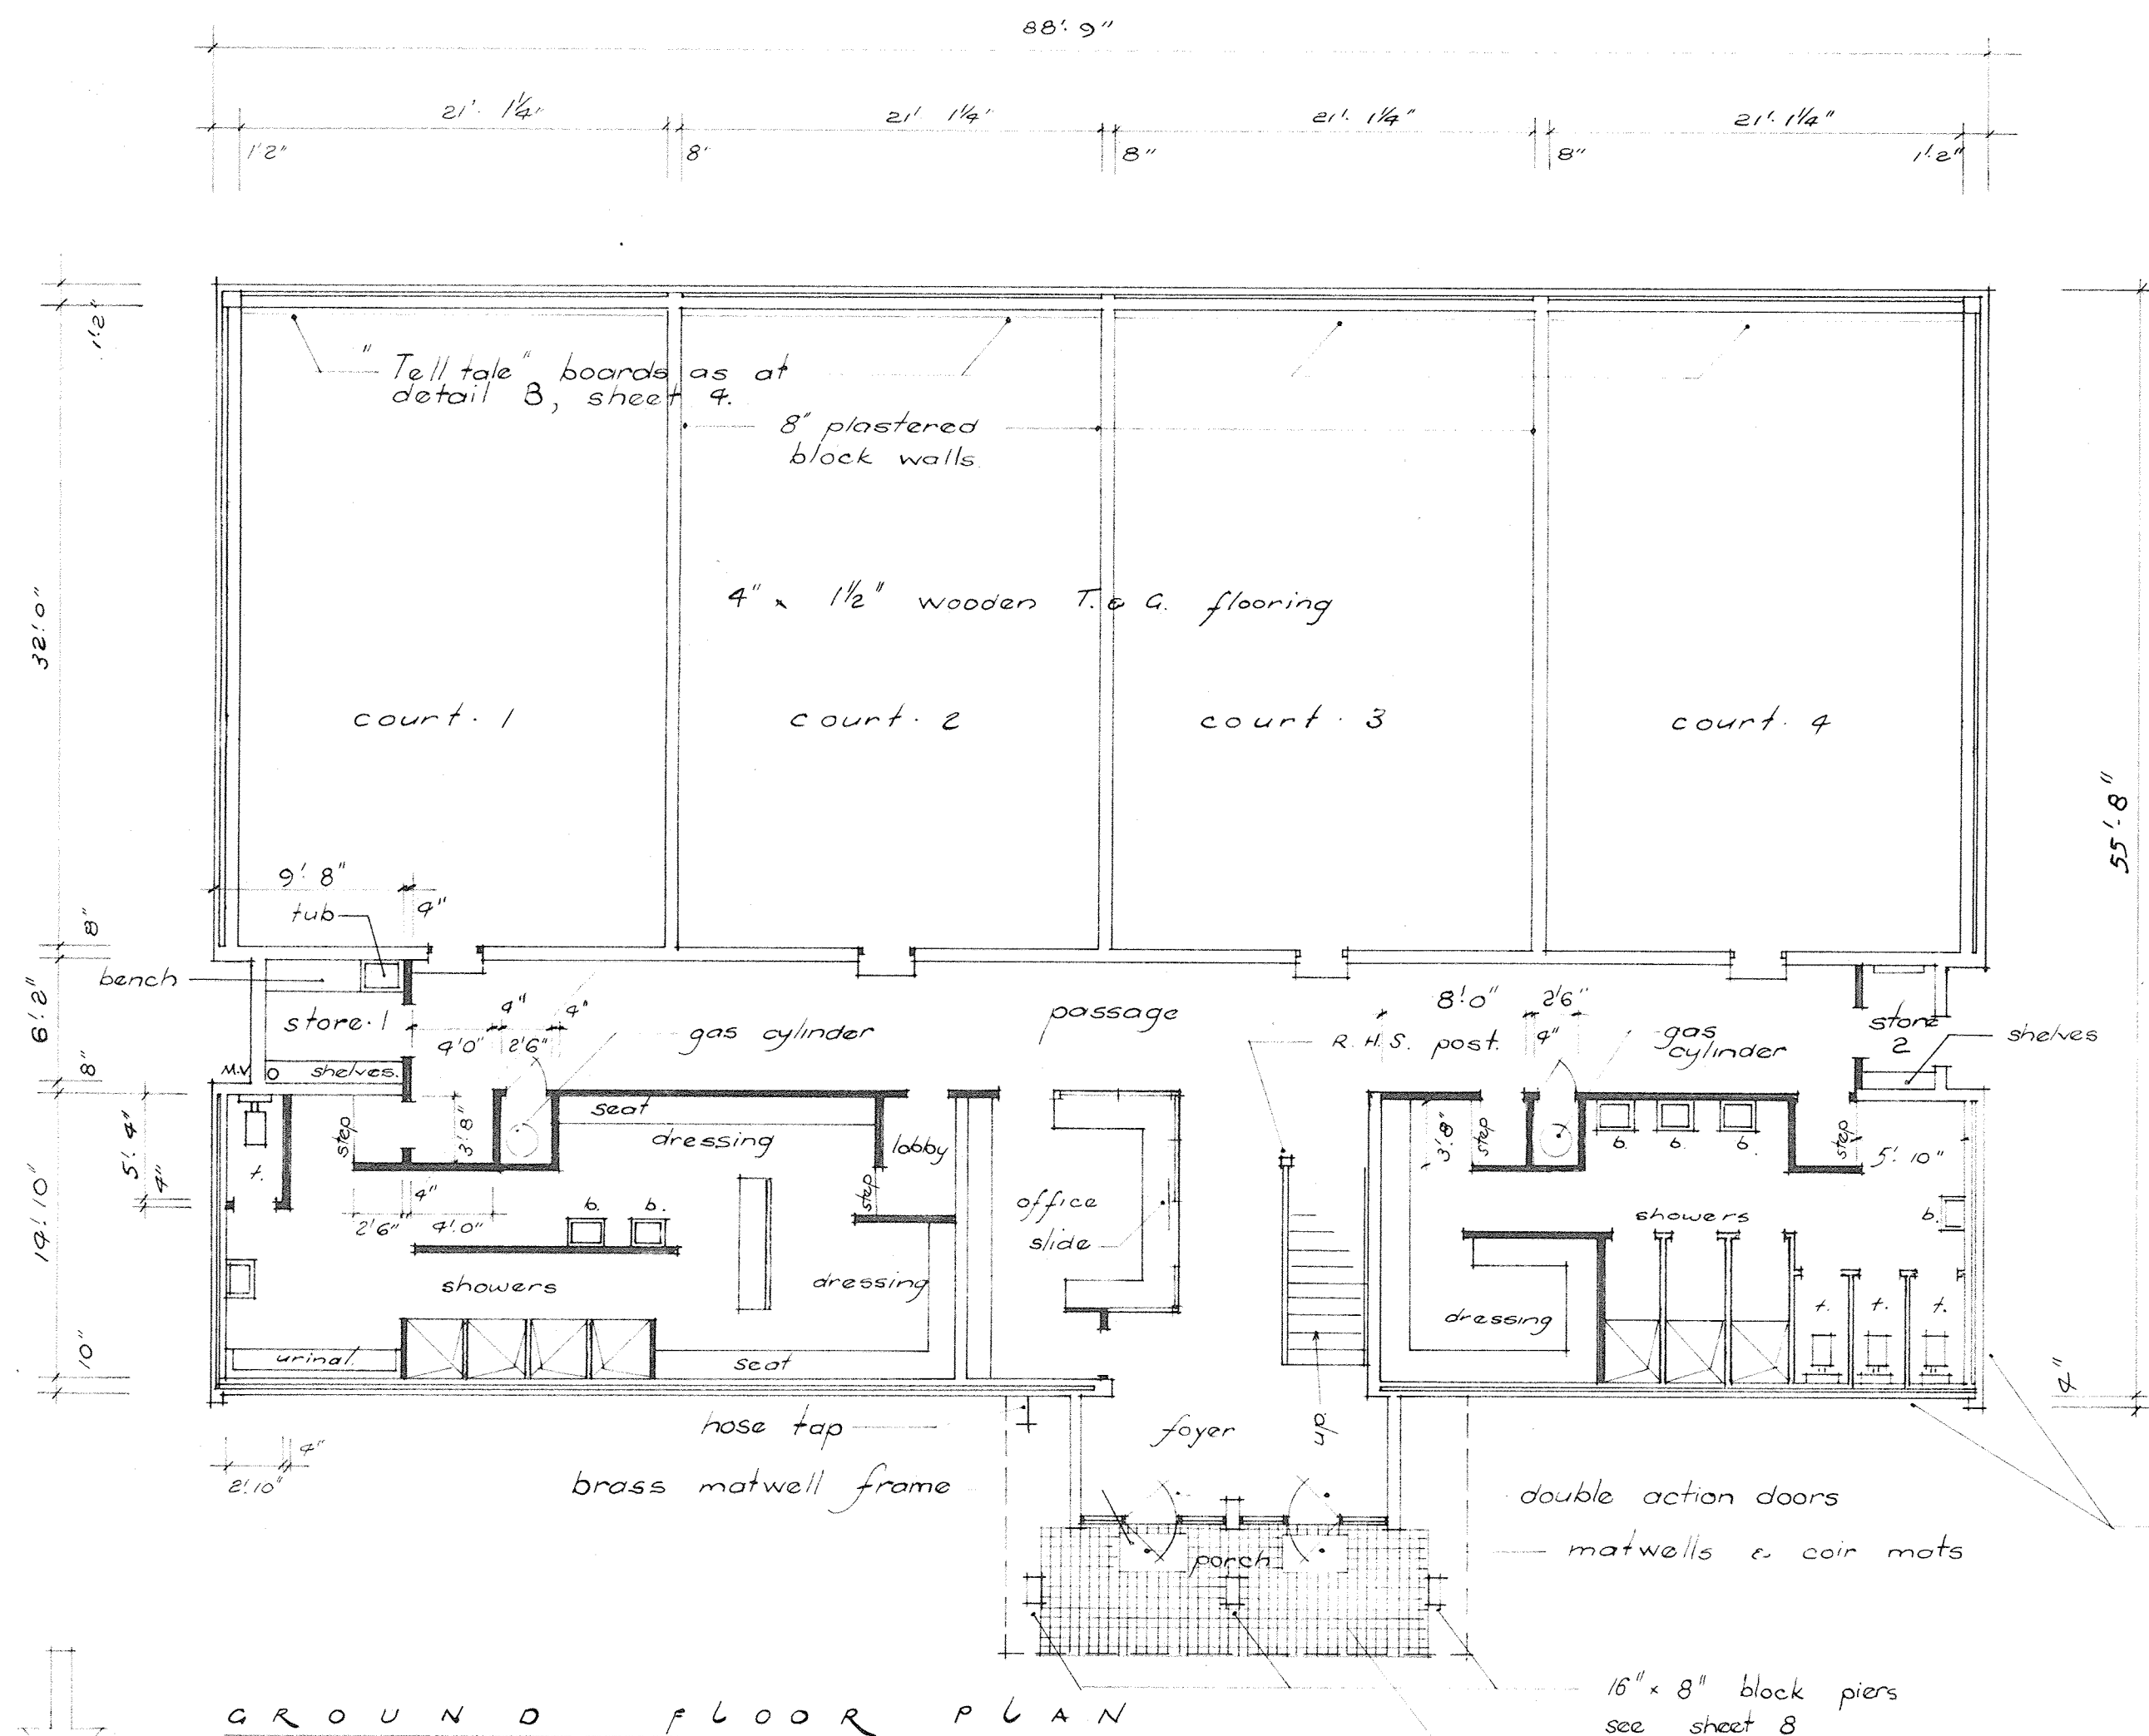 88'. 9"
21'. 1¼" 21' 1¼" 21'. 1¼" 21'. 1¼"
1'2" 8' 8" 8" 1'.2"
1'.2"
" Tell tale " boards as at
detail B, sheet 4.
8" plastered
block walls
4" x 1½" wooden T. & G. flooring
32'.0"
court. 1 court. 2 court. 3 court. 4
55'-8"
9'. 8"
4"
tub
8"
bench
6'.2"
store.1
4" 4"
4'0" 2'6"
gas cylinder
passage
8'.0" 2'6"
R.H.S. post. 4"
gas
cylinder
store
2
shelves
8"
M.V. shelves.
5'. 4"
4"
14'. 10"
10"
t.
step
3'.8"
seat
dressing
lobby
step
4"
2'6" 4'.0"
b. b.
showers
dressing
urinal.
seat
office
slide
3'.8"
step
b. b. b.
step
5'. 10"
showers
b.
dressing
t. t. t.
4"
hose tap
foyer
up
4"
2'.10"
brass matwell frame
double action doors
matwells & coir mats
porch
16" x 8" block piers
see sheet 8
GROUND FLOOR PLAN